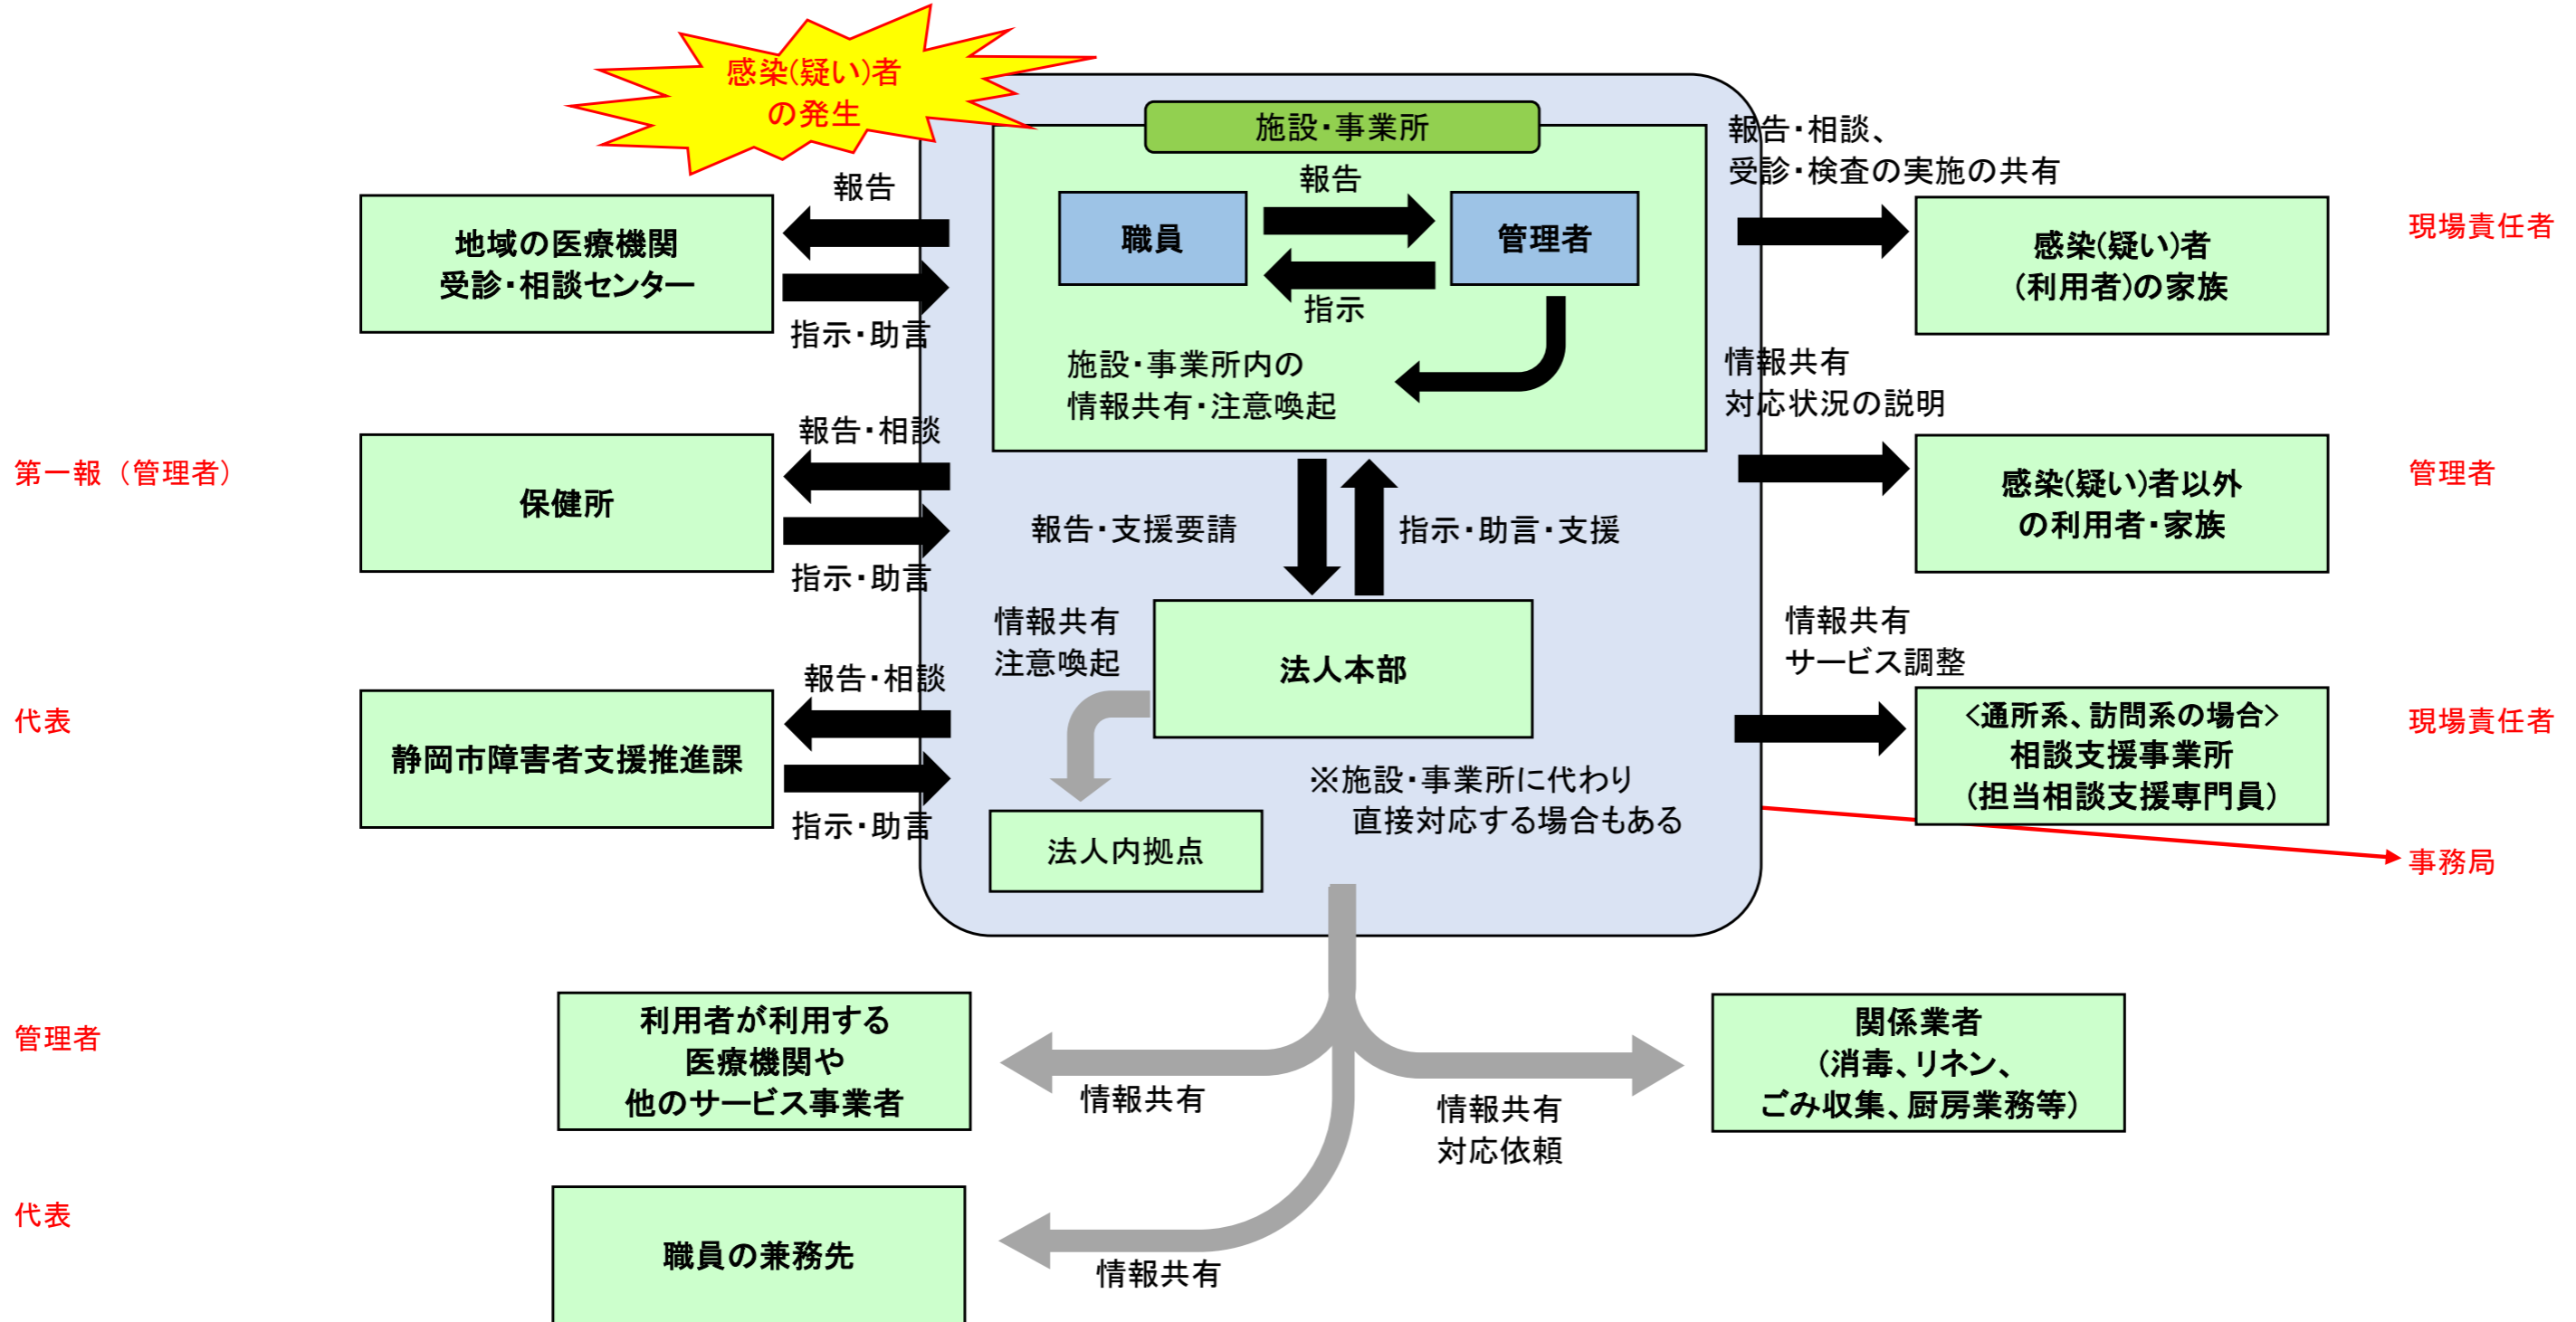 感染(疑い)者
の発生
施設・事業所
報告・相談、
受診・検査の実施の共有
報告
報告
職員
管理者
現場責任者
地域の医療機関
受診・相談センター
感染(疑い)者
(利用者)の家族
指示
指示・助言
施設・事業所内の
情報共有・注意喚起
情報共有
対応状況の説明
報告・相談
第一報（管理者）
保健所
管理者
感染(疑い)者以外
の利用者・家族
報告・支援要請
指示・助言・支援
指示・助言
情報共有
注意喚起
情報共有
サービス調整
法人本部
報告・相談
代表
静岡市障害者支援推進課
現場責任者
<通所系、訪問系の場合>
相談支援事業所
(担当相談支援専門員)
※施設・事業所に代わり
直接対応する場合もある
指示・助言
法人内拠点
事務局
管理者
利用者が利用する
医療機関や
他のサービス事業者
関係業者
(消毒、リネン、
ごみ収集、厨房業務等)
情報共有
情報共有
対応依頼
代表
職員の兼務先
情報共有